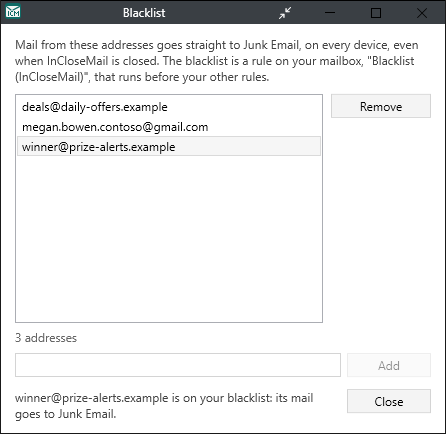 ICM
Blacklist
Mail from these addresses goes straight to Junk Email, on every device, even
when InCloseMail is closed. The blacklist is a rule on your mailbox, "Blacklist
(InCloseMail)", that runs before your other rules.
deals@daily-offers.example
Remove
megan.bowen.contoso@gmail.com
winner@prize-alerts.example
3 addresses
Add
winner@prize-alerts.example is on your blacklist: its mail
goes to Junk Email.
Close